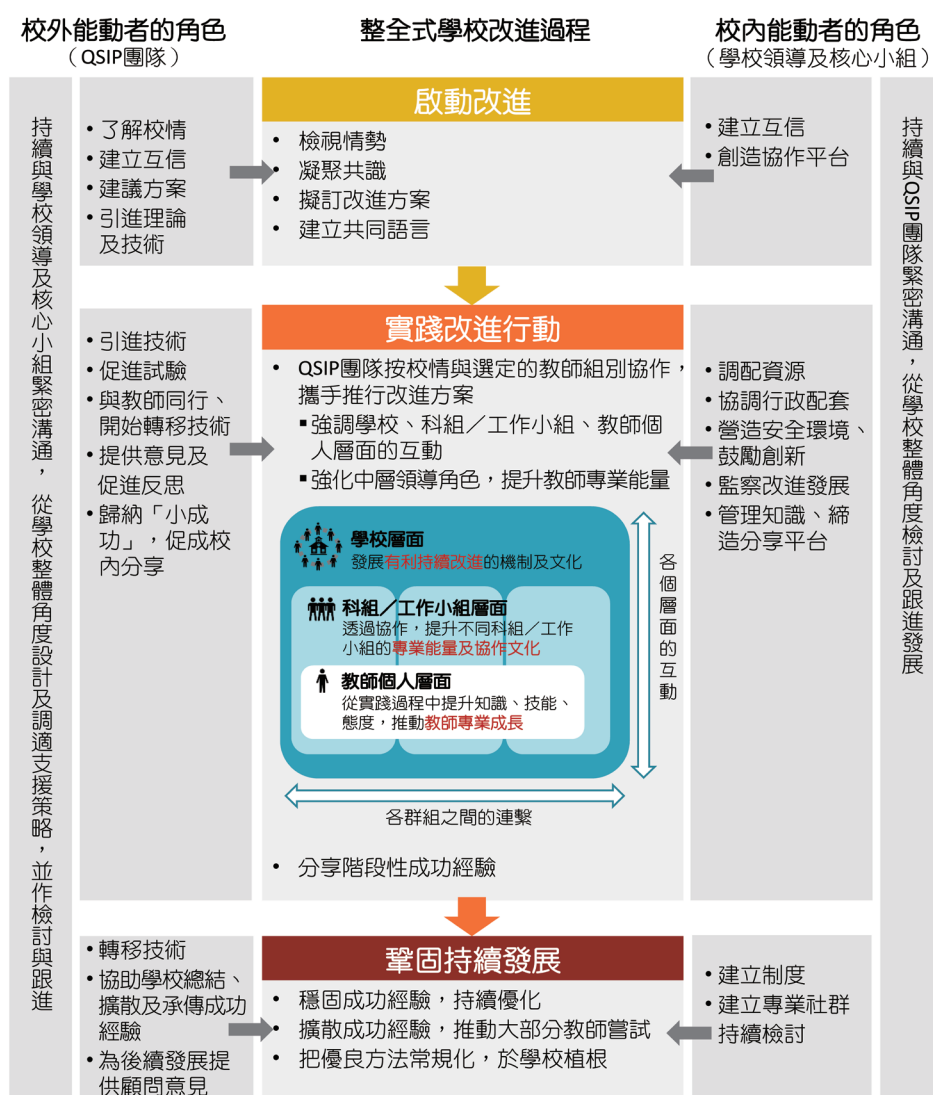 校外能動者的角色
（QSIP團隊）
整全式學校改進過程
校內能動者的角色
（學校領導及核心小組）
持續與學校領導及核心小組緊密溝通，從學校整體角度設計及調適支援策略，並作檢討與跟進
• 了解校情
• 建立互信
• 建議方案
• 引進理論
及技術
啟動改進
• 檢視情勢
• 凝聚共識
• 擬訂改進方案
• 建立共同語言
• 建立互信
• 創造協作平台
持續與QSIP團隊緊密溝通，從學校整體角度檢討及跟進發展
• 引進技術
• 促進試驗
• 與教師同行、
開始轉移技術
• 提供意見及
促進反思
• 歸納「小成
功」，促成校
內分享
實踐改進行動
• QSIP團隊按校情與選定的教師組別協作，
攜手推行改進方案
▪強調學校、科組／工作小組、教師個
人層面的互動
▪強化中層領導角色，提升教師專業能量
學校層面
發展有利持續改進的機制及文化
科組／工作小組層面
透過協作，提升不同科組／工作
小組的專業能量及協作文化
教師個人層面
從實踐過程中提升知識、技能、
態度，推動教師專業成長
各個層面的互動
各群組之間的連繫
• 分享階段性成功經驗
• 調配資源
• 協調行政配套
• 營造安全環境、
鼓勵創新
• 監察改進發展
• 管理知識、締
造分享平台
• 轉移技術
• 協助學校總結、
擴散及承傳成功
經驗
• 為後續發展提
供顧問意見
鞏固持續發展
• 穩固成功經驗，持續優化
• 擴散成功經驗，推動大部分教師嘗試
• 把優良方法常規化，於學校植根
• 建立制度
• 建立專業社群
持續檢討